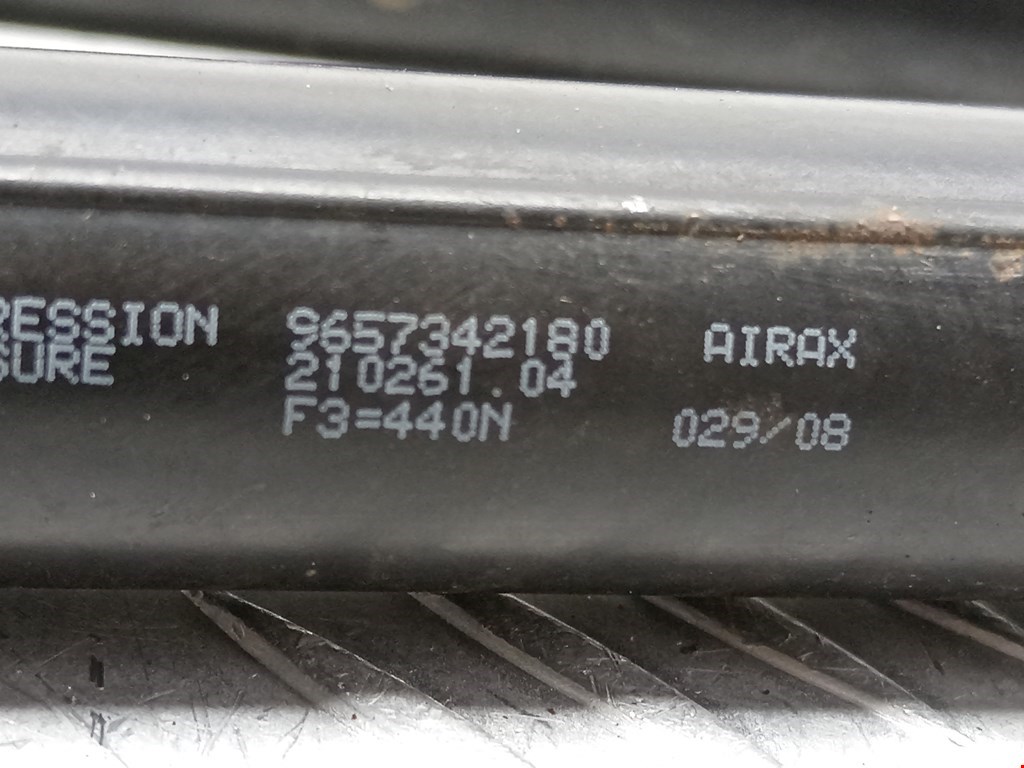 RESSION 9657342180 AIRAX
SURE 210261.04
F3=440N 029/08